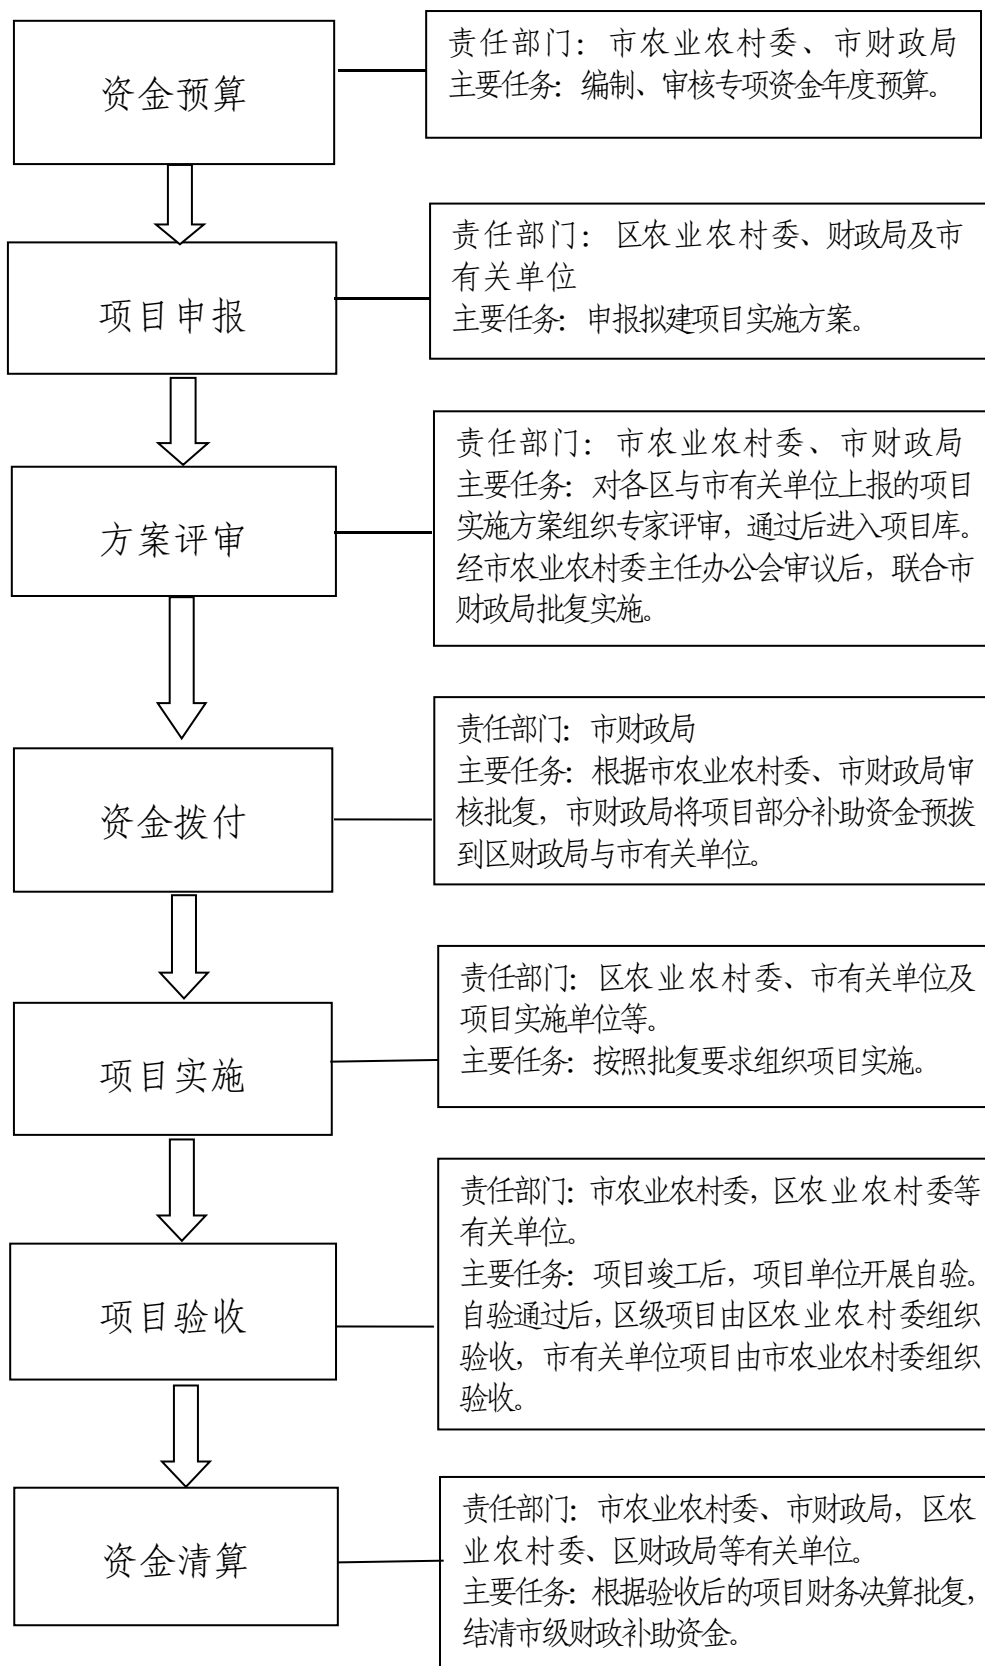 资金预算
责任部门：市农业农村委、市财政局
主要任务：编制、审核专项资金年度预算。
项目申报
责任部门：区农业农村委、财政局及市
有关单位
主要任务：申报拟建项目实施方案。
方案评审
责任部门：市农业农村委、市财政局
主要任务：对各区与市有关单位上报的项目
实施方案组织专家评审，通过后进入项目库。
经市农业农村委主任办公会审议后，联合市
财政局批复实施。
资金拨付
责任部门：市财政局
主要任务：根据市农业农村委、市财政局审
核批复，市财政局将项目部分补助资金预拨
到区财政局与市有关单位。
项目实施
责任部门：区农业农村委、市有关单位及
项目实施单位等。
主要任务：按照批复要求组织项目实施。
项目验收
责任部门：市农业农村委，区农业农村委等
有关单位。
主要任务：项目竣工后，项目单位开展自验。
自验通过后，区级项目由区农业农村委组织
验收，市有关单位项目由市农业农村委组织
验收。
资金清算
责任部门：市农业农村委、市财政局，区农
业农村委、区财政局等有关单位。
主要任务：根据验收后的项目财务决算批复，
结清市级财政补助资金。